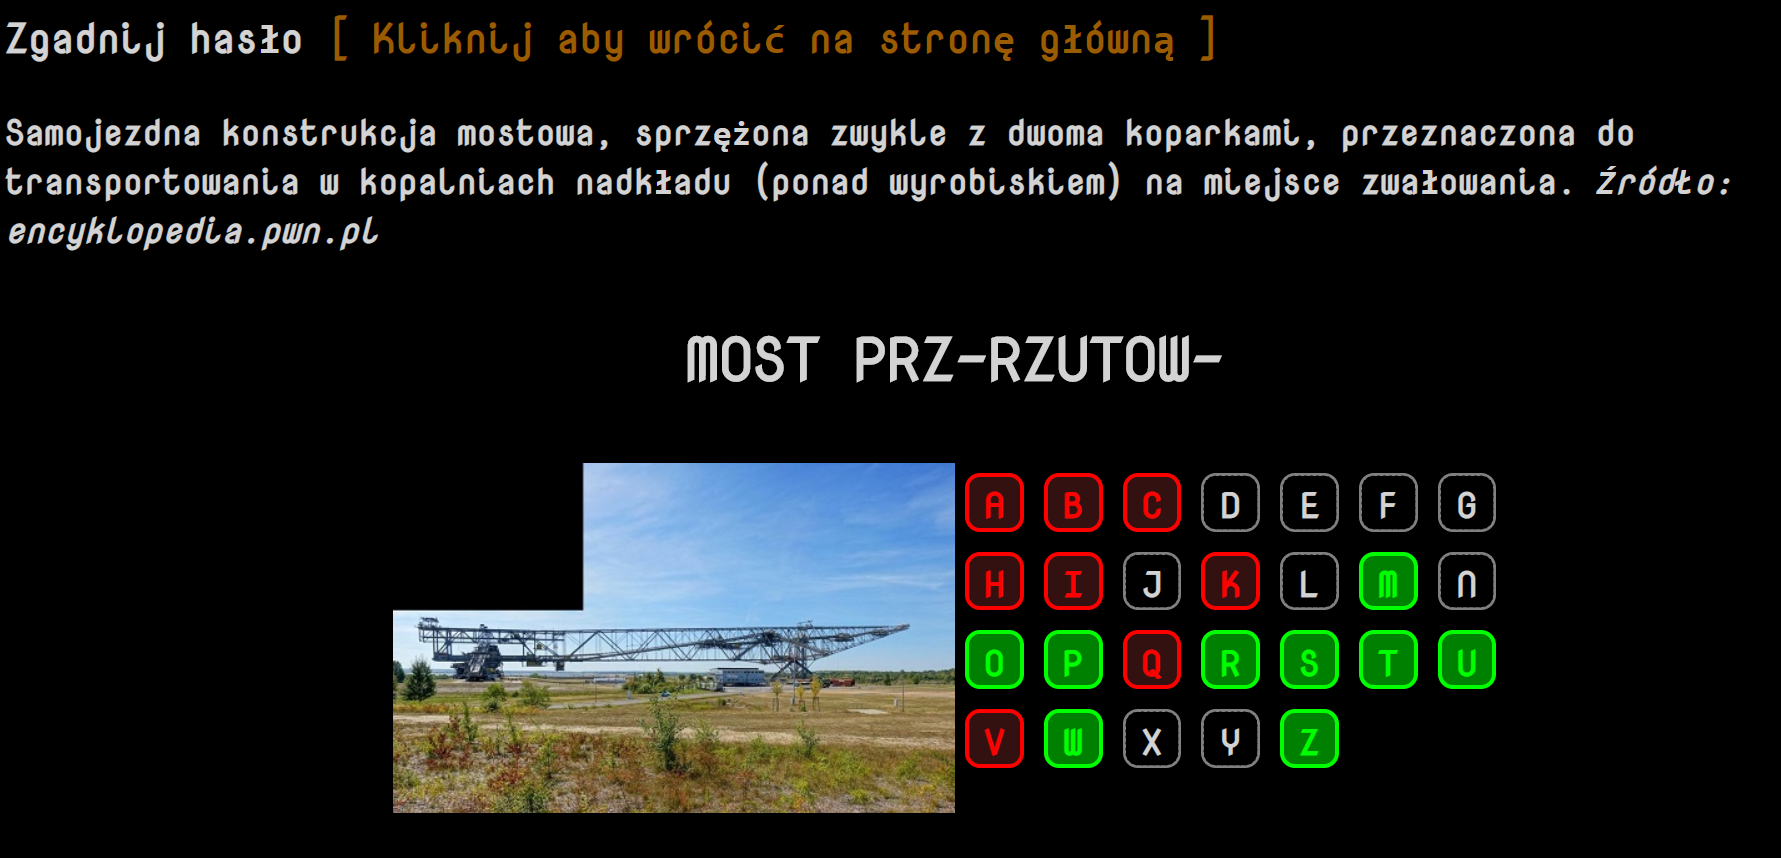 Zgadnij hasło [ Kliknij aby wrócić na stronę główną ]
Samojezdna konstrukcja mostowa, sprzężona zwykle z dwoma koparkami, przeznaczona do
transportowania w kopalniach nadkładu (ponad wyrobiskiem) na miejsce zwałowania. Źródło:
encyklopedia.pwn.pl
MOST PRZ-RZUTOW-
A B C D E F G
H I J K L M N
O P Q R S T U
V W X Y Z